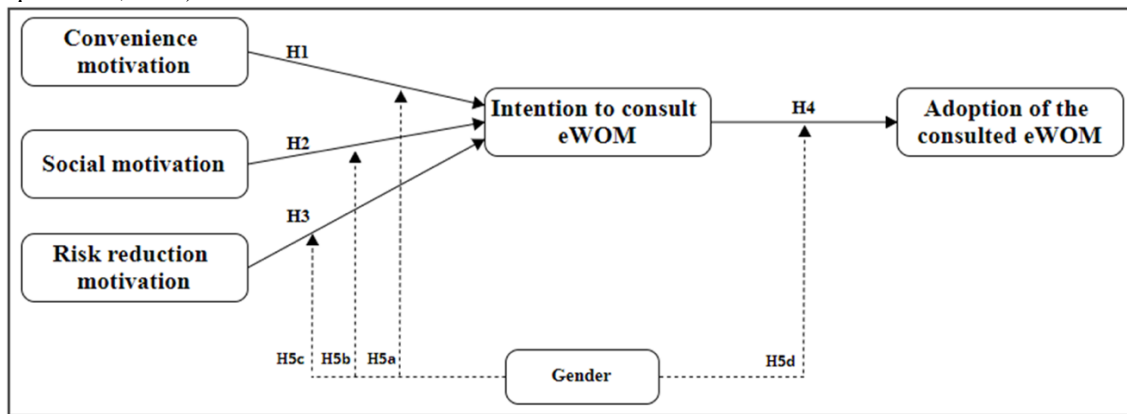 Convenience
motivation
H1
Intention to consult
eWOM
H4
Adoption of the
consulted eWOM
H2
Social motivation
H3
Risk reduction
motivation
H5c
H5b
H5a
Gender
H5d